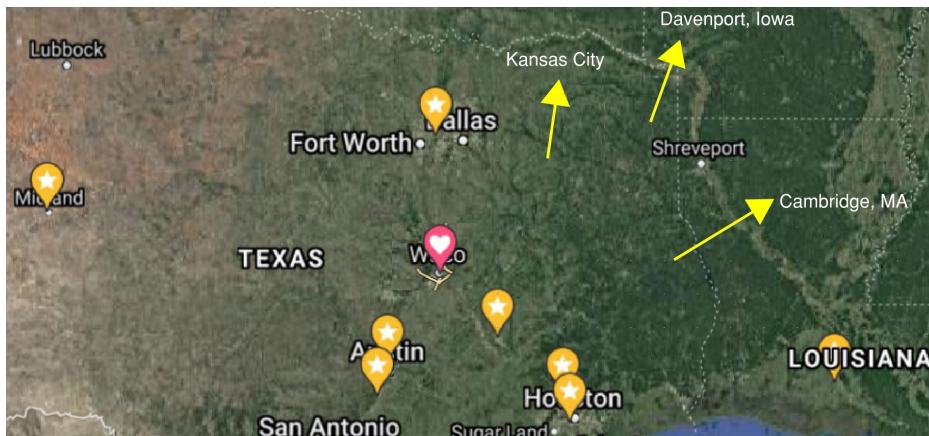 Davenport, Iowa
Lubbock
Kansas City
Dallas
Fort Worth
Shreveport
Midland
Cambridge, MA
Waco
TEXAS
Austin
LOUISIANA
Houston
San Antonio
Sugar Land